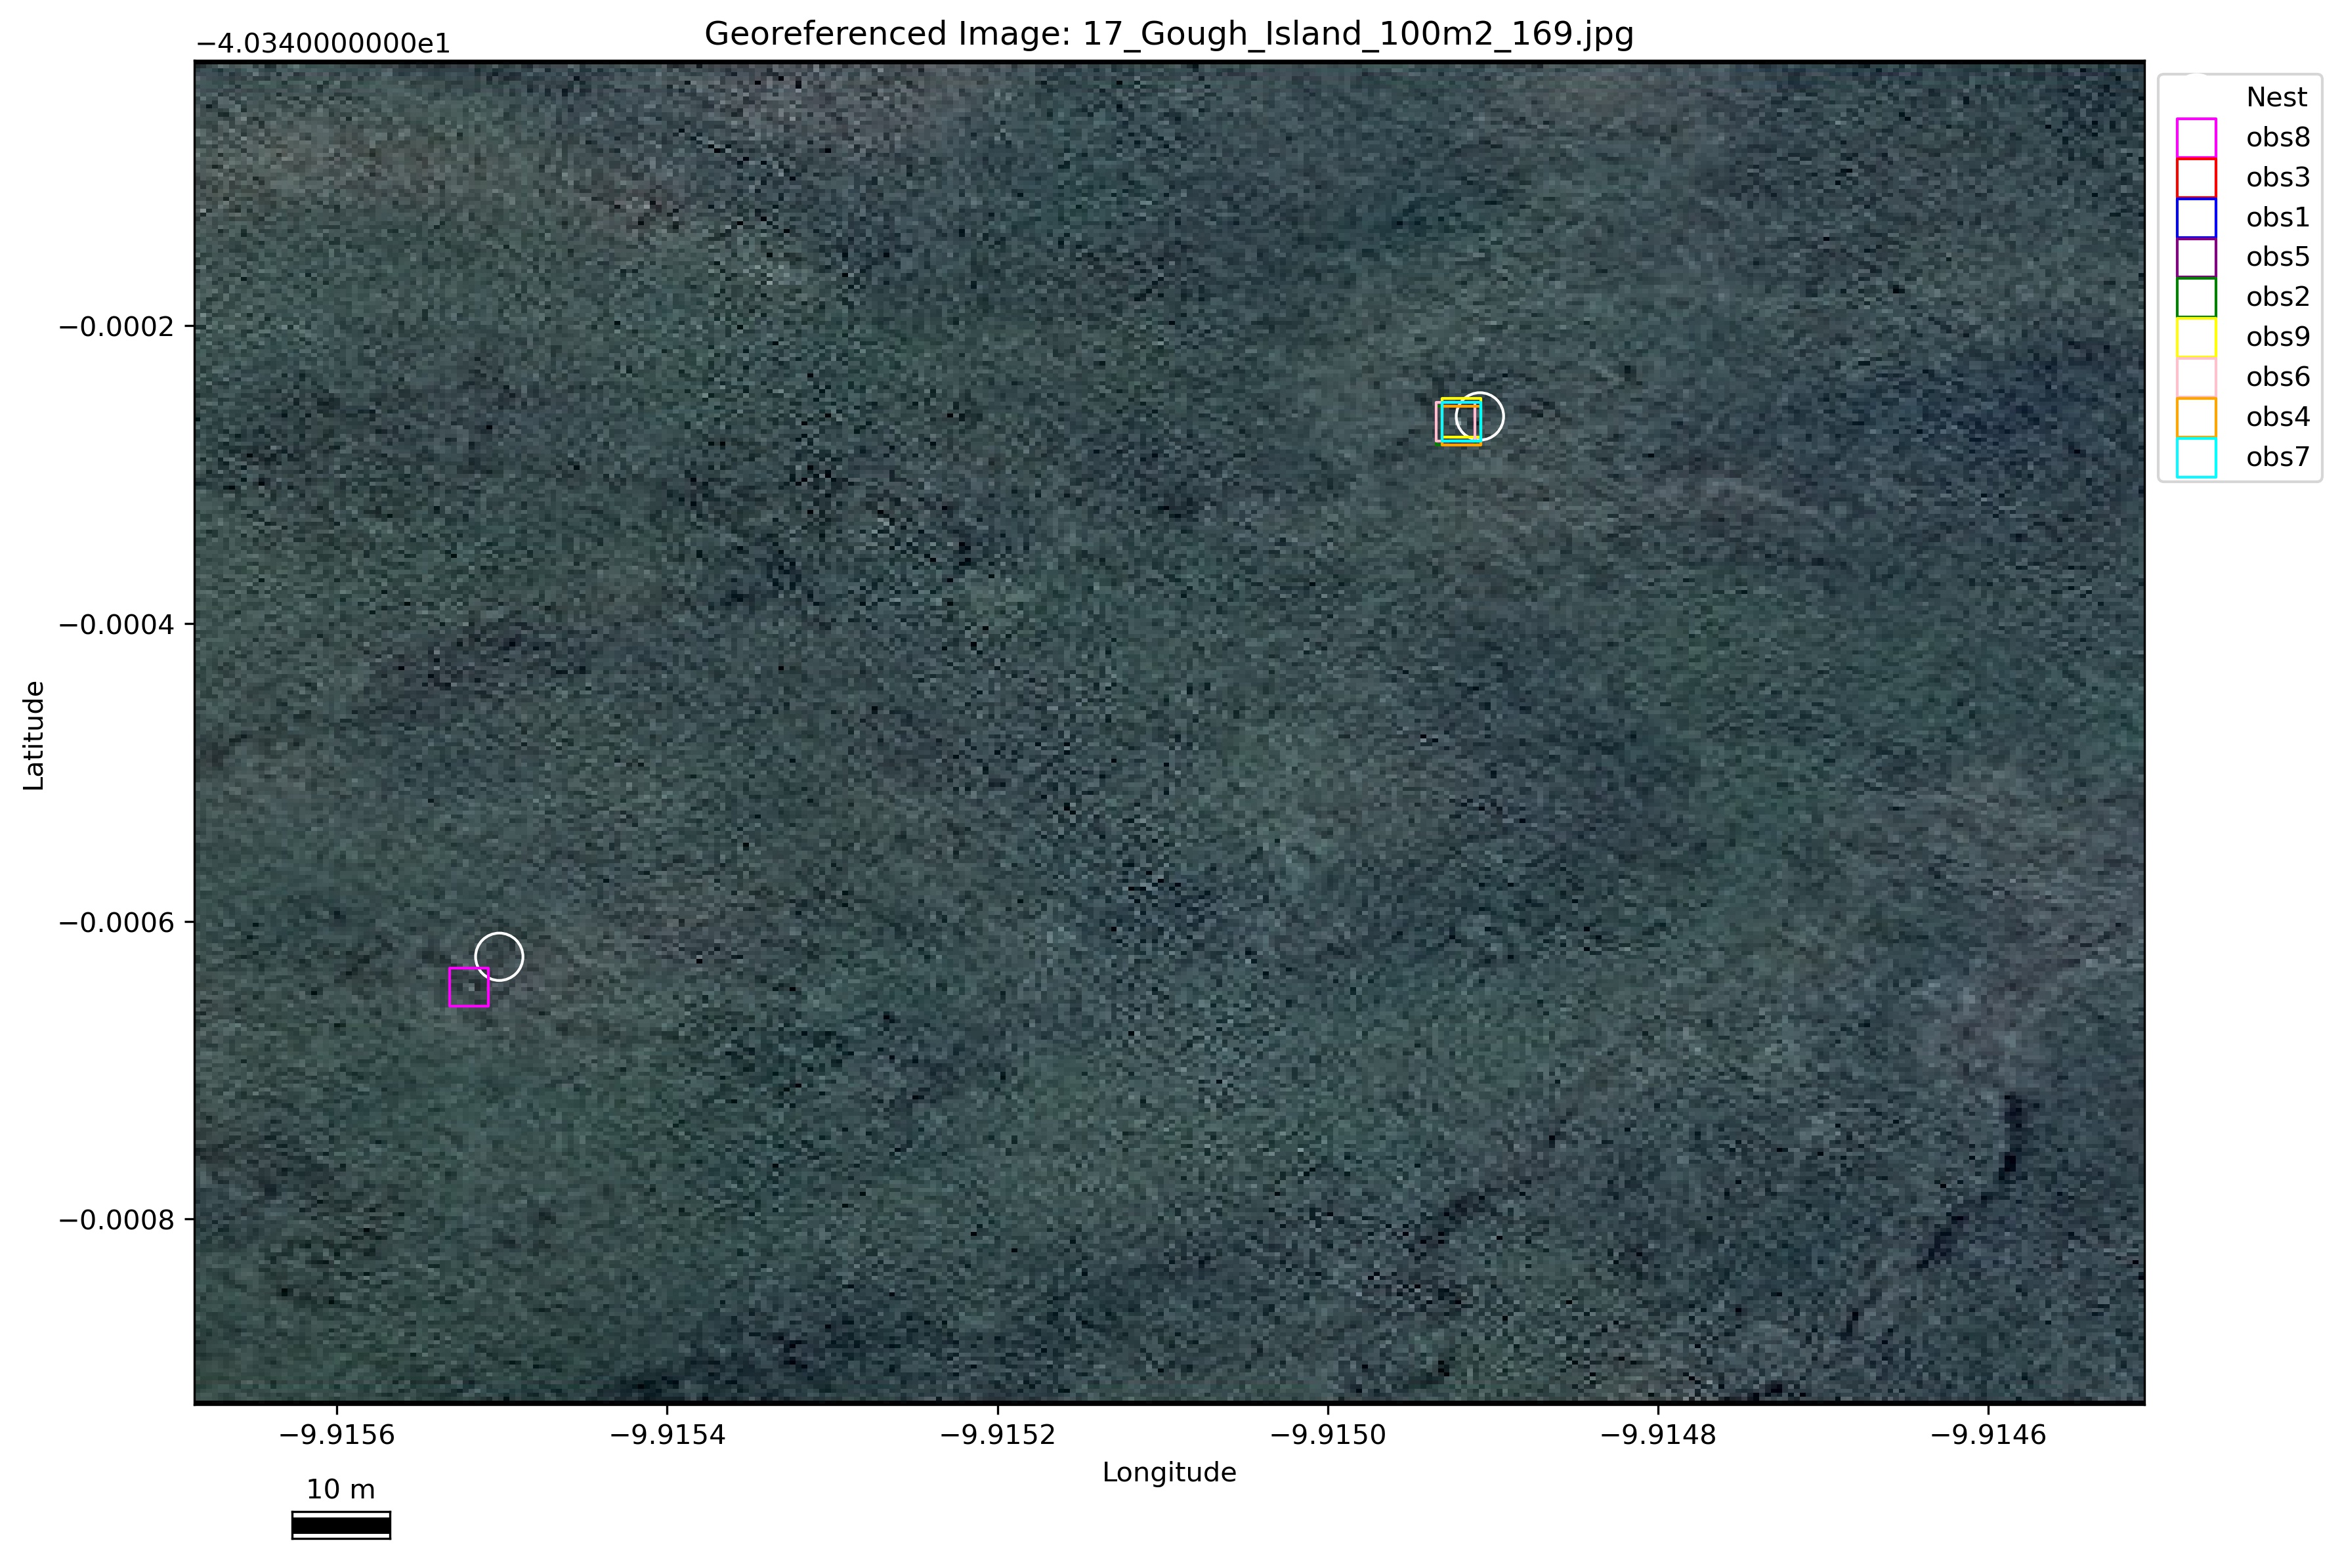 Georeferenced Image: 17_Gough_Island_100m2_169.jpg
−4.0340000000e1
Nest
obs8
obs3
obs1
obs5
obs2
obs9
obs6
obs4
obs7
−0.0002
−0.0004
−0.0006
−0.0008
Latitude
−9.9156
−9.9154
−9.9152
−9.9150
−9.9148
−9.9146
Longitude
10 m